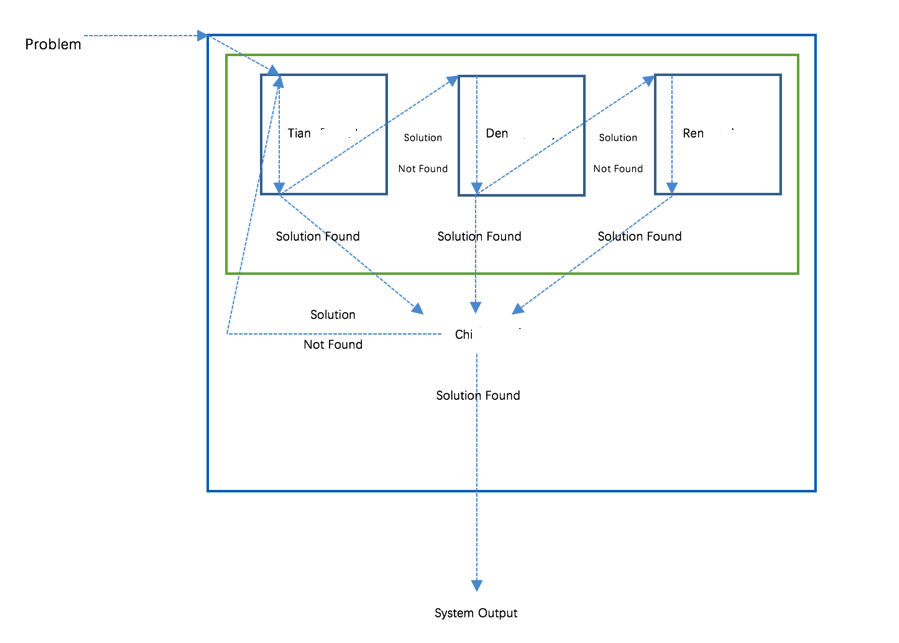 Problem
Tian
Solution
Not Found
Den
Solution
Not Found
Ren
Solution Found
Solution Found
Solution Found
Solution
Not Found
Chi
Solution Found
System Output